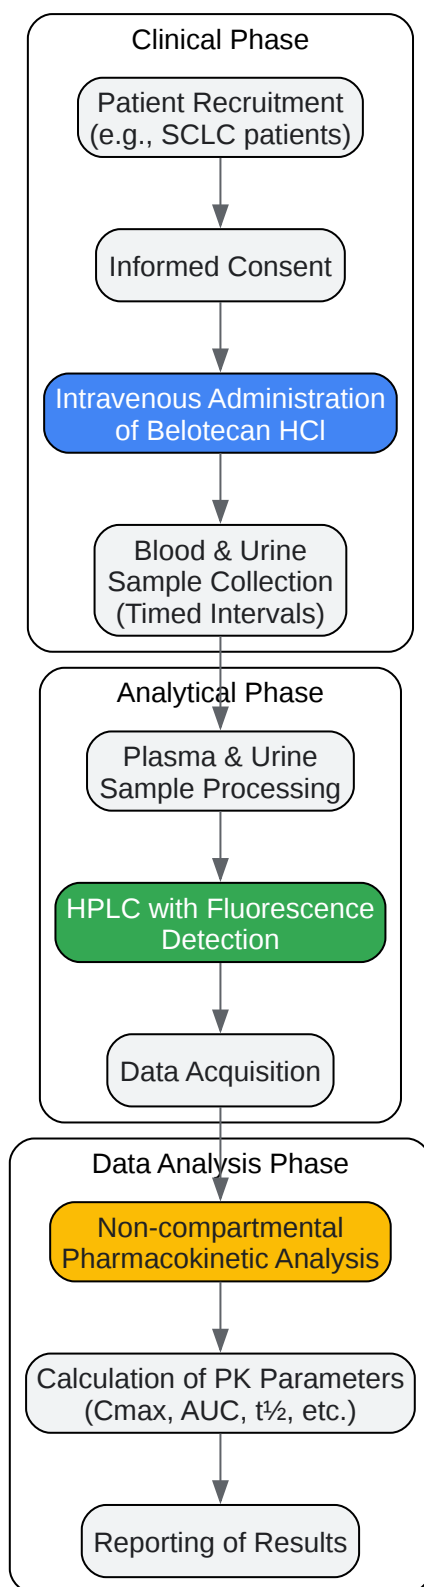 Clinical Phase
Patient Recruitment
(e.g., SCLC patients)
Informed Consent
Intravenous Administration
of Belotecan HCl
Blood & Urine
Sample Collection
(Timed Intervals)
Analytical Phase
Plasma & Urine
Sample Processing
HPLC with Fluorescence
Detection
Data Acquisition
Data Analysis Phase
Non-compartmental
Pharmacokinetic Analysis
Calculation of PK Parameters
(Cmax, AUC, t½, etc.)
Reporting of Results